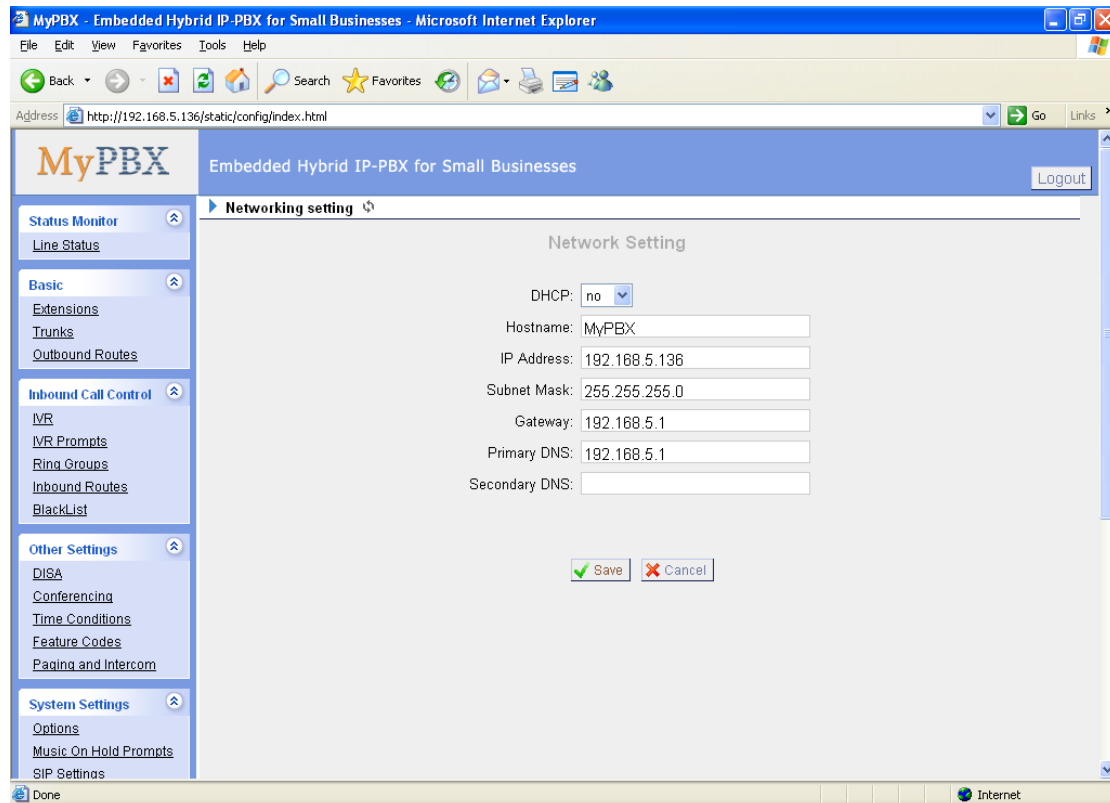 MyPBX - Embedded Hybrid IP-PBX for Small Businesses - Microsoft Internet Explorer
File Edit View Favorites Tools Help
Back Search Favorites
Address http://192.168.5.136/static/config/index.html Go Links »
MyPBX
Embedded Hybrid IP-PBX for Small Businesses
Logout
Networking setting
Network Setting
DHCP: no
Hostname: MyPBX
IP Address: 192.168.5.136
Subnet Mask: 255.255.255.0
Gateway: 192.168.5.1
Primary DNS: 192.168.5.1
Secondary DNS:
Save Cancel
Status Monitor
Line Status
Basic
Extensions
Trunks
Outbound Routes
Inbound Call Control
IVR
IVR Prompts
Ring Groups
Inbound Routes
BlackList
Other Settings
DISA
Conferencing
Time Conditions
Feature Codes
Paging and Intercom
System Settings
Options
Music On Hold Prompts
SIP Settings
Done Internet